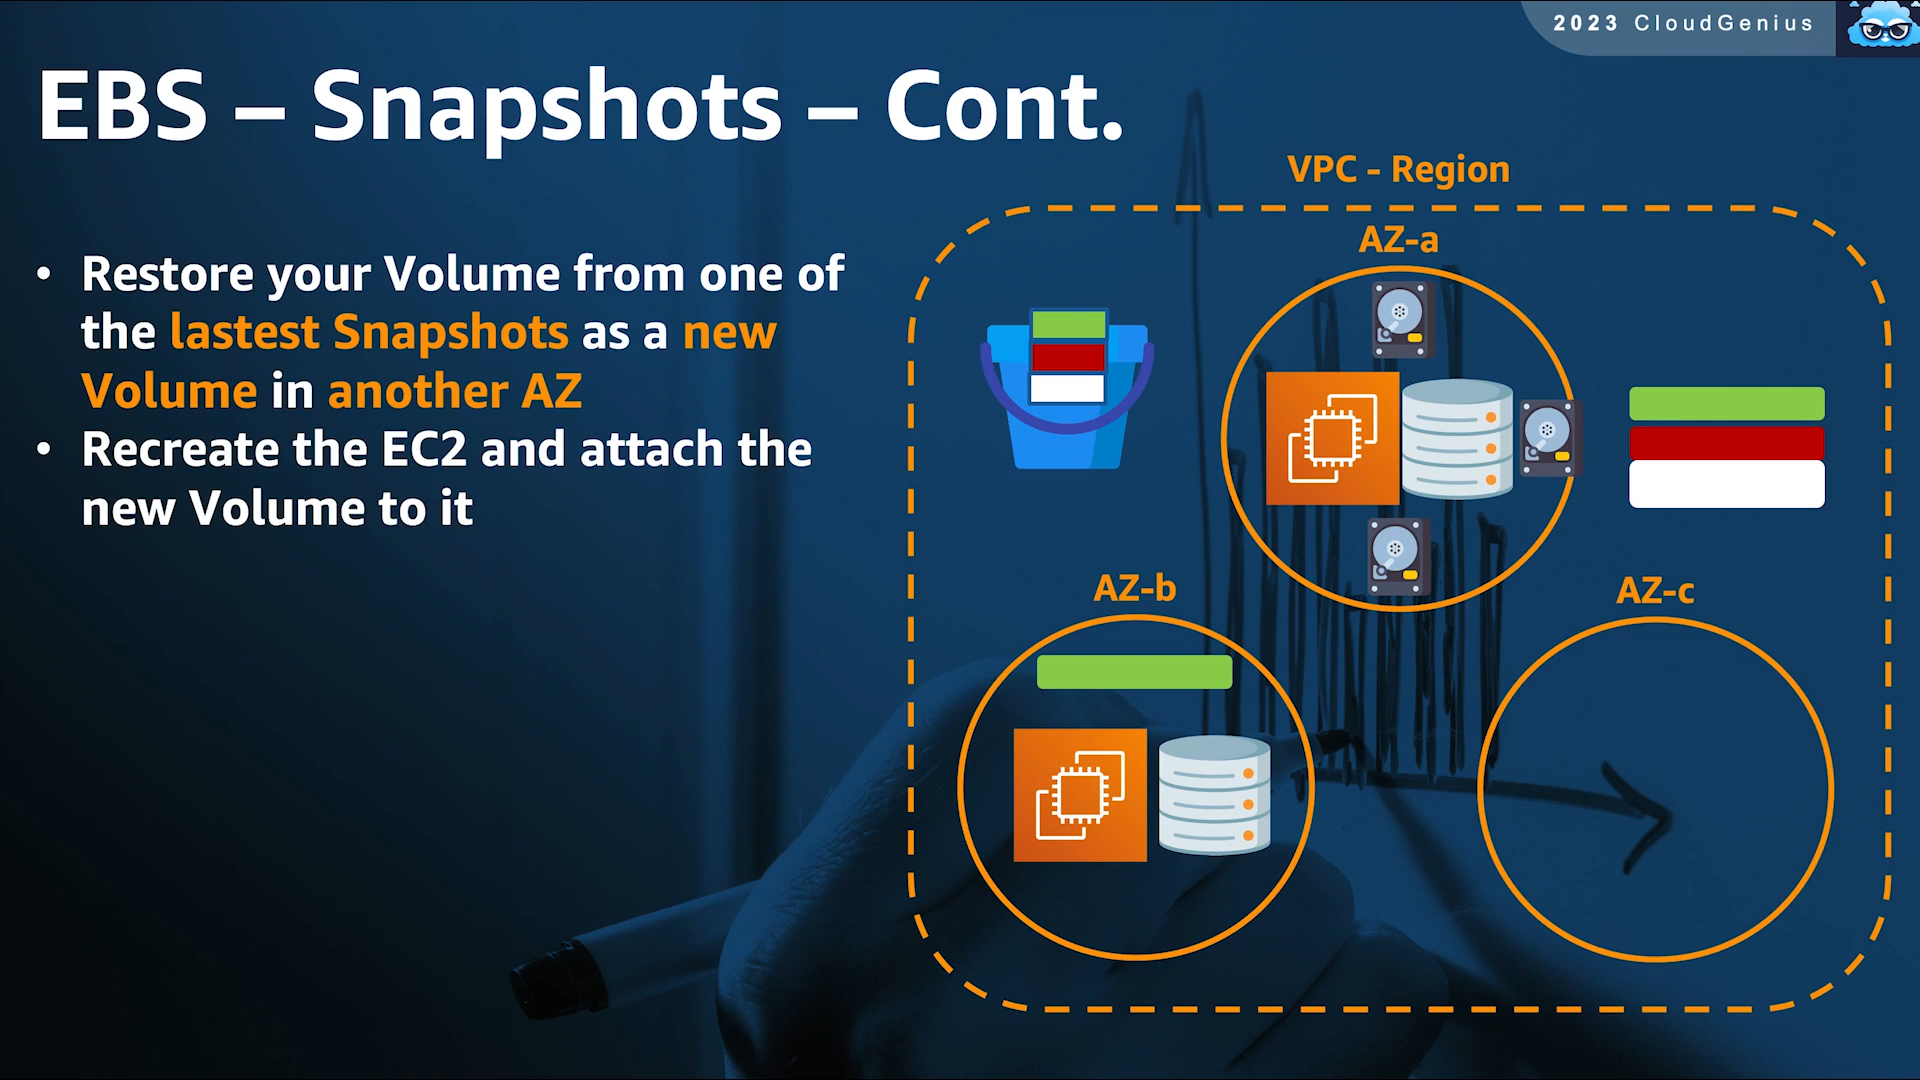 2023 CloudGenius
EBS – Snapshots – Cont.
• Restore your Volume from one of
the lastest Snapshots as a new
Volume in another AZ
• Recreate the EC2 and attach the
new Volume to it
VPC - Region
AZ-a
AZ-b
AZ-c